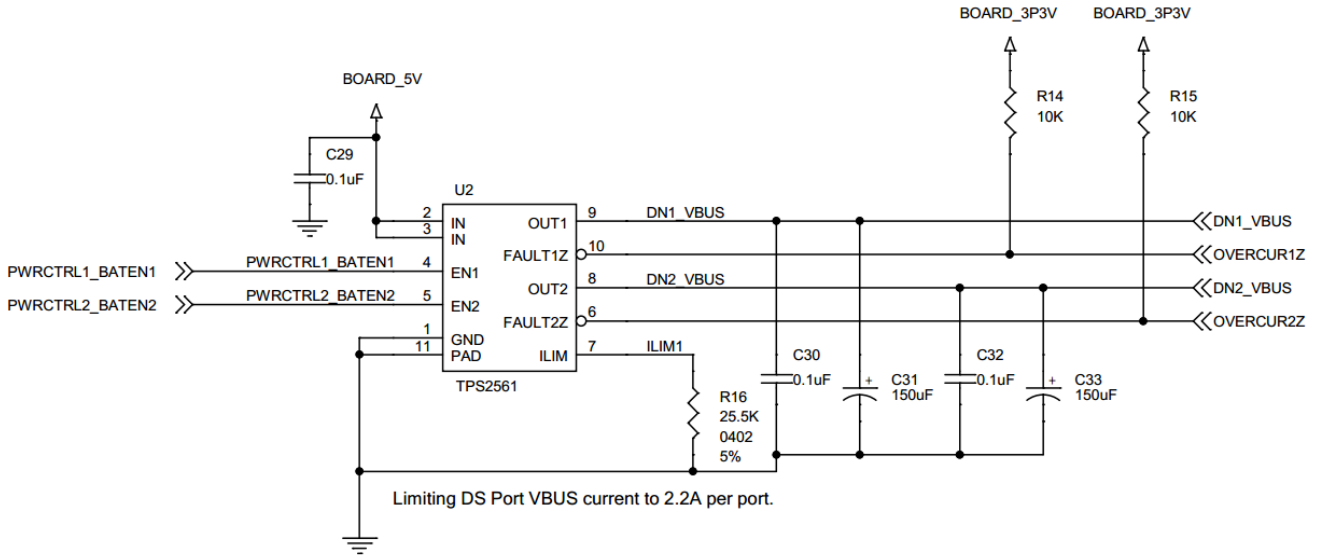 BOARD_3P3V BOARD_3P3V
BOARD_5V
R14
10K
R15
10K
C29
0.1uF
U2
2 IN
3 IN
PWRCTRL1_BATEN1 PWRCTRL1_BATEN1 4 EN1
PWRCTRL2_BATEN2 PWRCTRL2_BATEN2 5 EN2
1 GND
11 PAD
OUT1 9 DN1_VBUS DN1_VBUS
FAULT1Z 10 OVERCUR1Z
OUT2 8 DN2_VBUS DN2_VBUS
FAULT2Z 6 OVERCUR2Z
ILIM 7 ILIM1
TPS2561
R16
25.5K
0402
5%
C30
0.1uF
+ C31
150uF
C32
0.1uF
+ C33
150uF
Limiting DS Port VBUS current to 2.2A per port.